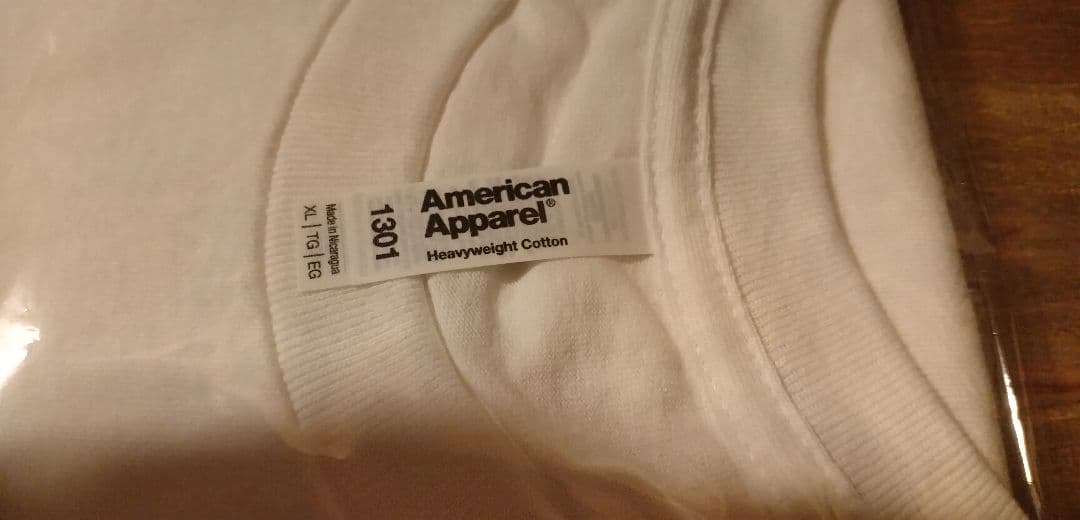 American
Apparel®
Heavyweight Cotton
1301
Made in Nicaragua
XL | TG | EG